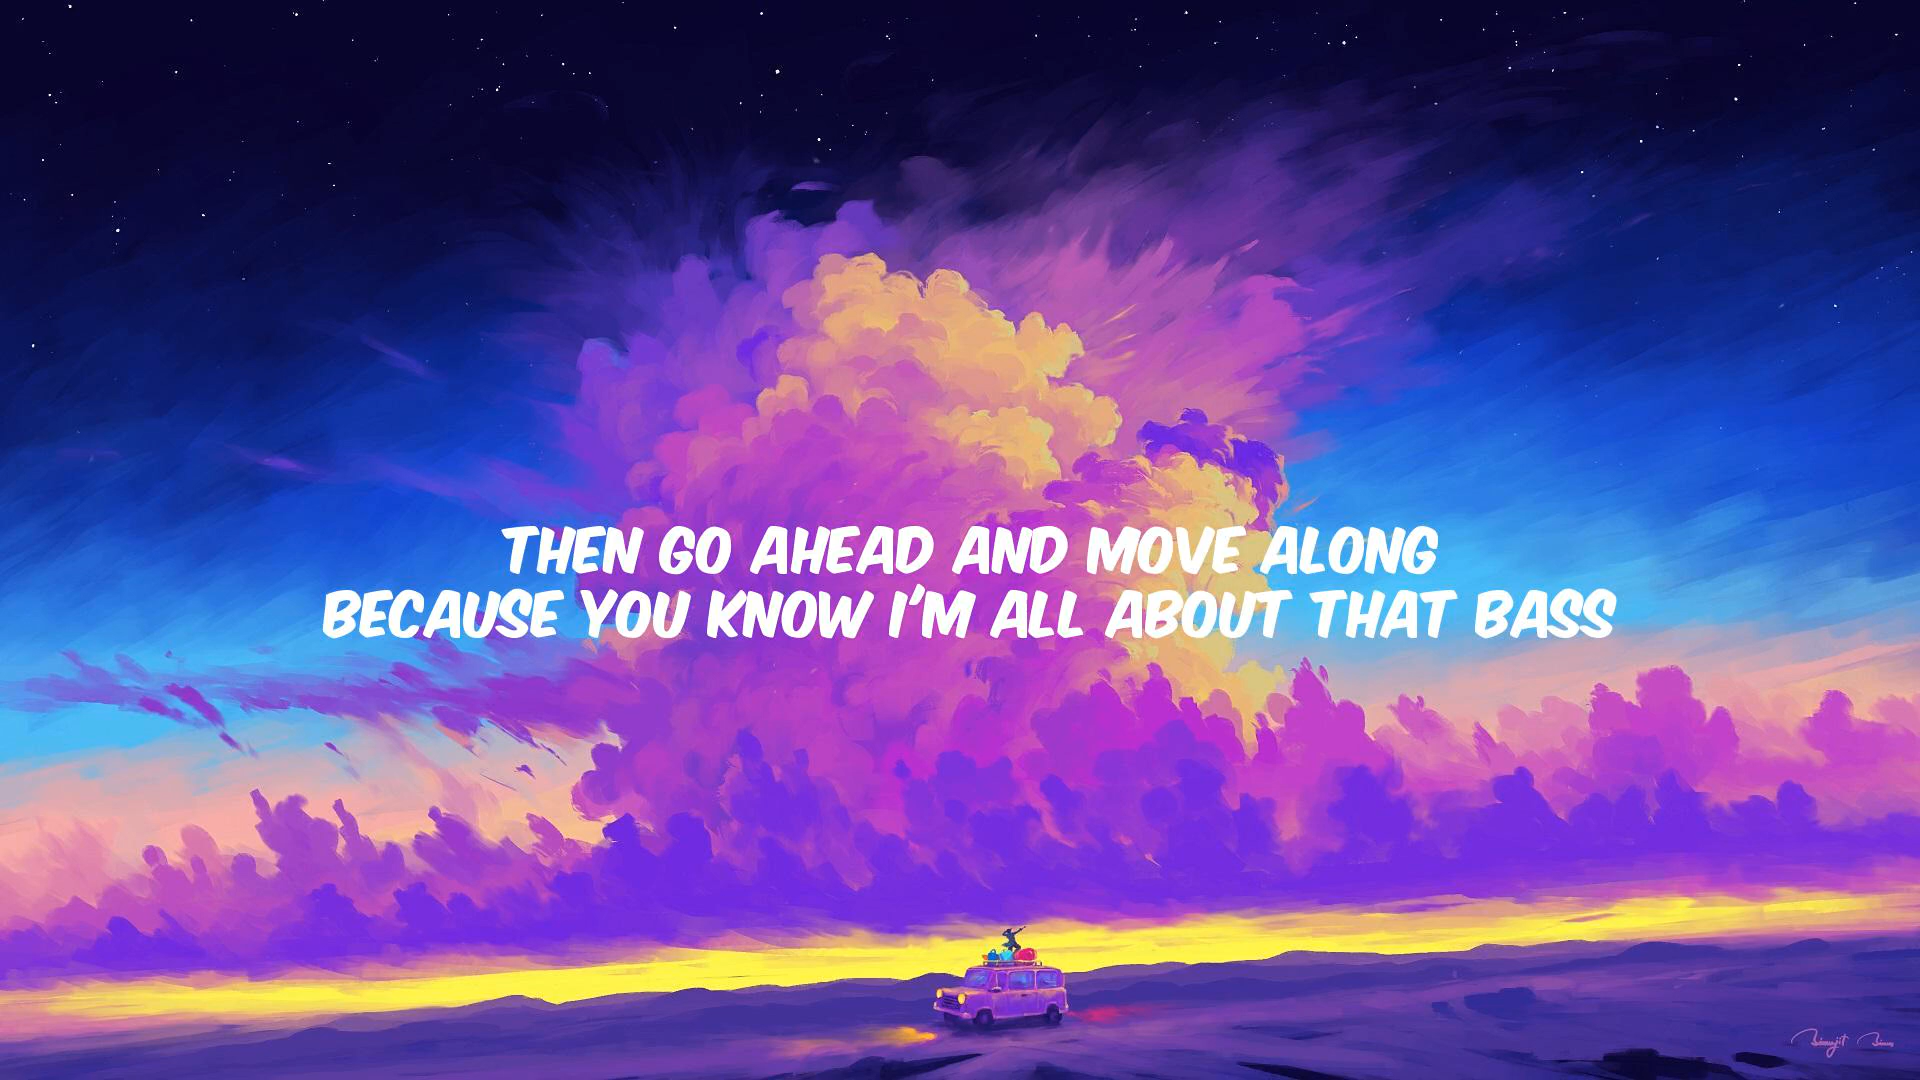 THEN GO AHEAD AND MOVE ALONG
BECAUSE YOU KNOW I'M ALL ABOUT THAT BASS